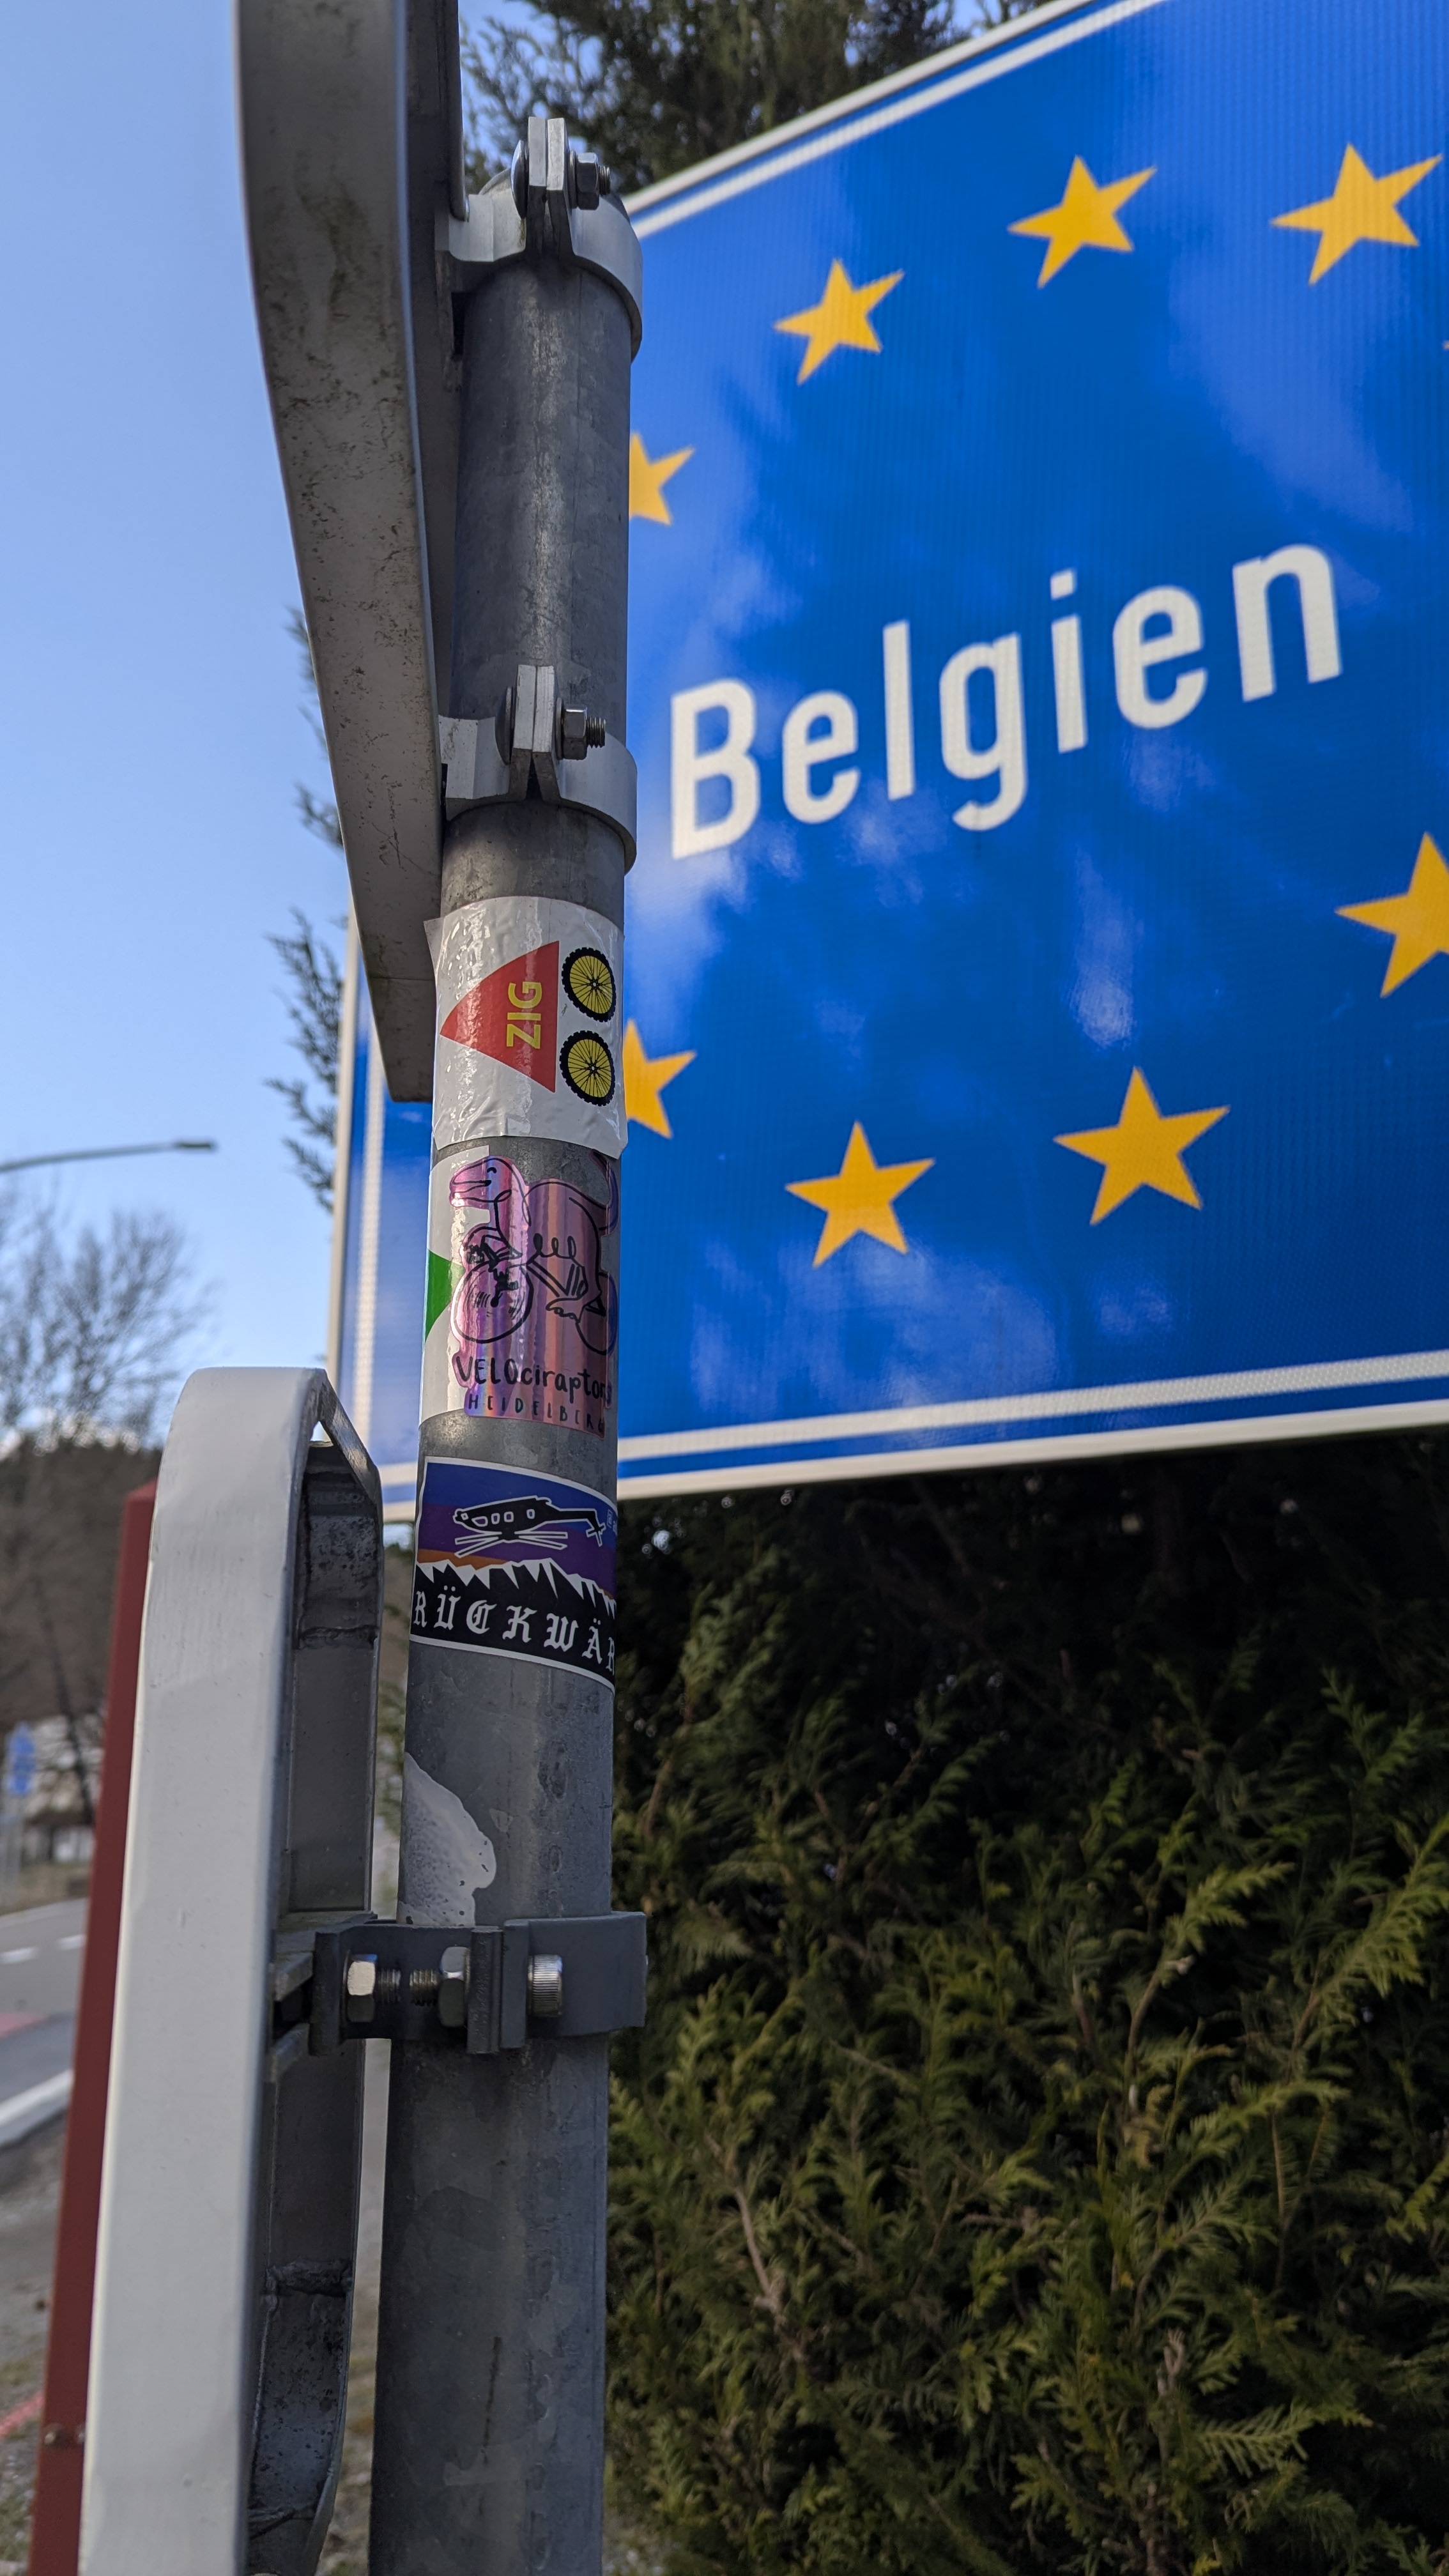 Belgien
ZIG
VELOciraptors
HEIDELBERG
RÜCKWÄR